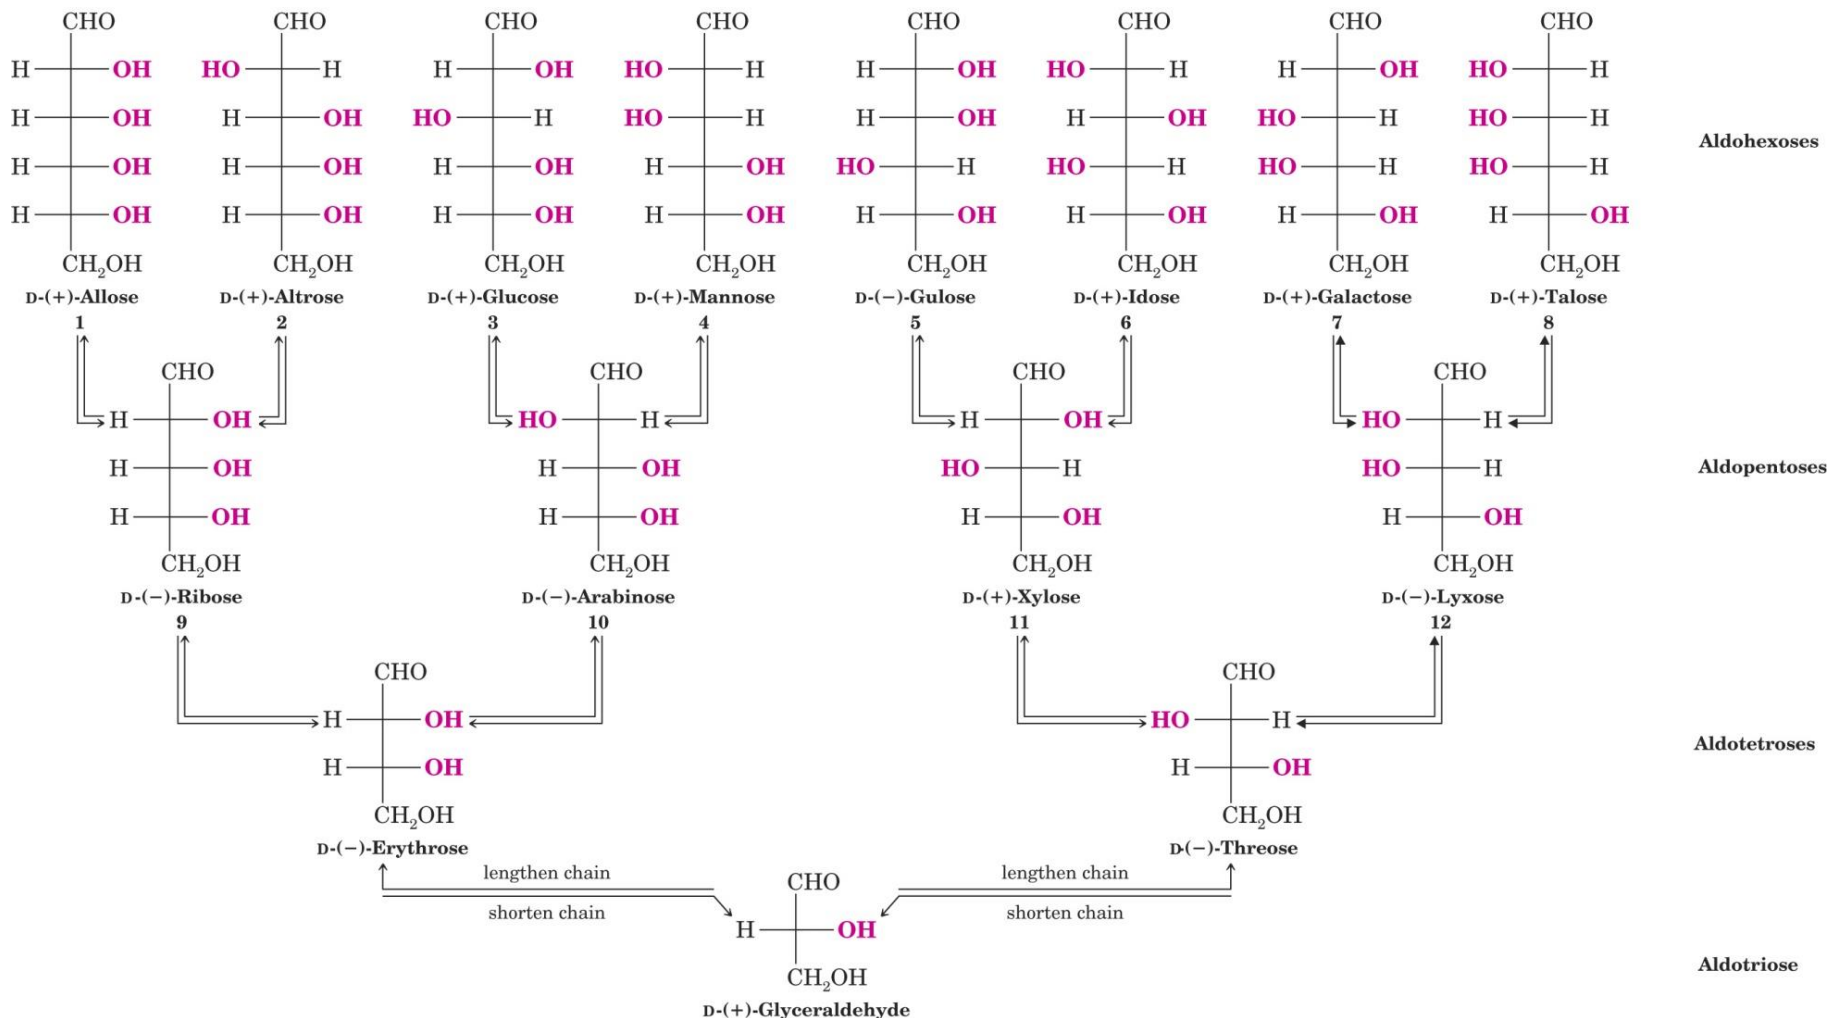 CHO CHO CHO CHO CHO CHO CHO CHO
H OH HO H H OH HO H H OH HO H H OH HO H
H OH H OH HO H HO H H OH H OH HO H HO H
H OH H OH H OH H OH HO H HO H HO H HO H
H OH H OH H OH H OH H OH H OH H OH H OH
CH₂OH CH₂OH CH₂OH CH₂OH CH₂OH CH₂OH CH₂OH CH₂OH
Aldohexoses
D-(+)-Allose D-(+)-Altrose D-(+)-Glucose D-(+)-Mannose D-(−)-Gulose D-(+)-Idose D-(+)-Galactose D-(+)-Talose
1 2 3 4 5 6 7 8
CHO CHO CHO CHO
H OH HO H H OH HO H
H OH H OH HO H HO H
H OH H OH H OH H OH
CH₂OH CH₂OH CH₂OH CH₂OH
Aldopentoses
D-(−)-Ribose D-(−)-Arabinose D-(+)-Xylose D-(−)-Lyxose
9 10 11 12
CHO CHO
H OH HO H
H OH H OH
CH₂OH CH₂OH
Aldotetroses
D-(−)-Erythrose D-(−)-Threose
lengthen chain lengthen chain
shorten chain shorten chain
CHO
H OH
CH₂OH
Aldotriose
D-(+)-Glyceraldehyde